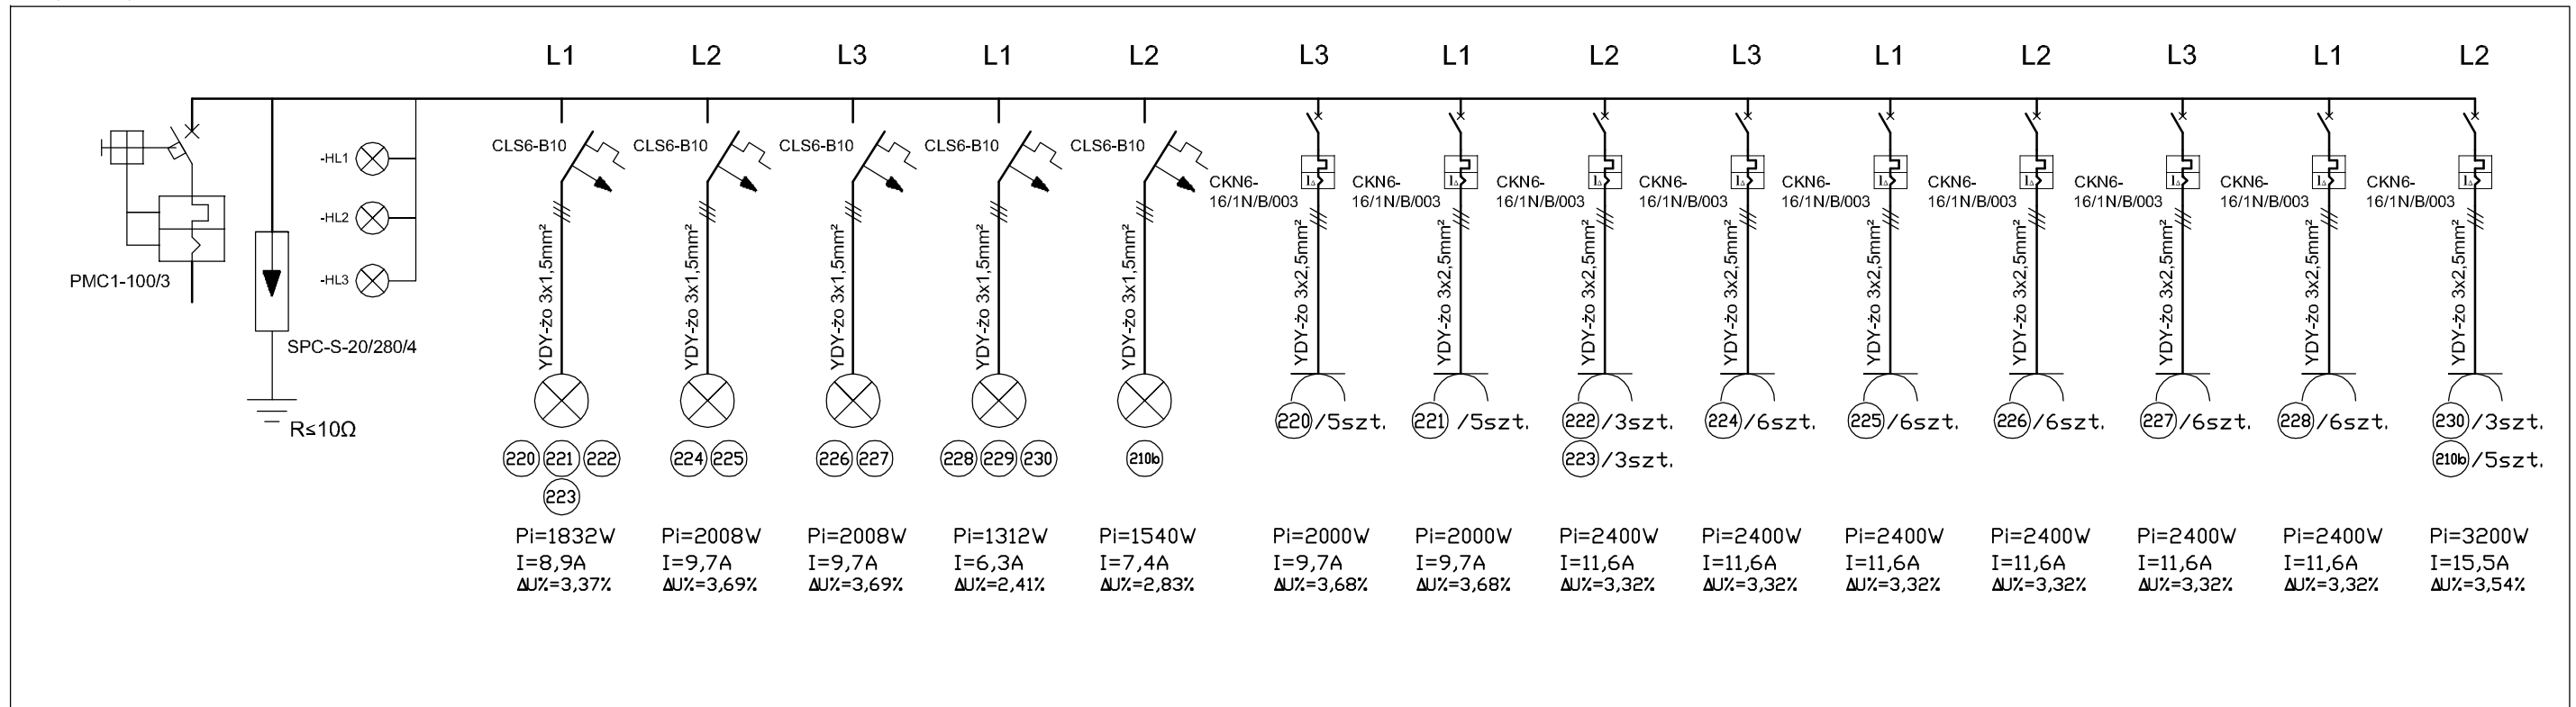 L1 L2 L3 L1 L2 L3 L1 L2 L3 L1 L2 L3 L1 L2
CLS6-B10 CLS6-B10 CLS6-B10 CLS6-B10 CLS6-B10
-HL1
-HL2
-HL3
PMC1-100/3
SPC-S-20/280/4
R≤10Ω
CKN6- CKN6- CKN6- CKN6- CKN6- CKN6- CKN6- CKN6- CKN6-
16/1N/B/003 16/1N/B/003 16/1N/B/003 16/1N/B/003 16/1N/B/003 16/1N/B/003 16/1N/B/003 16/1N/B/003 16/1N/B/003
I△ I△ I△ I△ I△ I△ I△ I△ I△
YDY-żo 3x1,5mm² YDY-żo 3x1,5mm² YDY-żo 3x1,5mm² YDY-żo 3x1,5mm² YDY-żo 3x1,5mm² YDY-żo 3x2,5mm² YDY-żo 3x2,5mm² YDY-żo 3x2,5mm² YDY-żo 3x2,5mm² YDY-żo 3x2,5mm² YDY-żo 3x2,5mm² YDY-żo 3x2,5mm² YDY-żo 3x2,5mm² YDY-żo 3x2,5mm²
220/5szt. 221 /5szt. 222/3szt. 224/6szt. 225/6szt. 226/6szt. 227/6szt. 228/6szt. 230/3szt.
220 221 222 224 225 226 227 228 229 230 210b 223/3szt. 210b/5szt.
223
Pi=1832W Pi=2008W Pi=2008W Pi=1312W Pi=1540W Pi=2000W Pi=2000W Pi=2400W Pi=2400W Pi=2400W Pi=2400W Pi=2400W Pi=2400W Pi=3200W
I=8,9A I=9,7A I=9,7A I=6,3A I=7,4A I=9,7A I=9,7A I=11,6A I=11,6A I=11,6A I=11,6A I=11,6A I=11,6A I=15,5A
ΔU%=3,37% ΔU%=3,69% ΔU%=3,69% ΔU%=2,41% ΔU%=2,83% ΔU%=3,68% ΔU%=3,68% ΔU%=3,32% ΔU%=3,32% ΔU%=3,32% ΔU%=3,32% ΔU%=3,32% ΔU%=3,32% ΔU%=3,54%